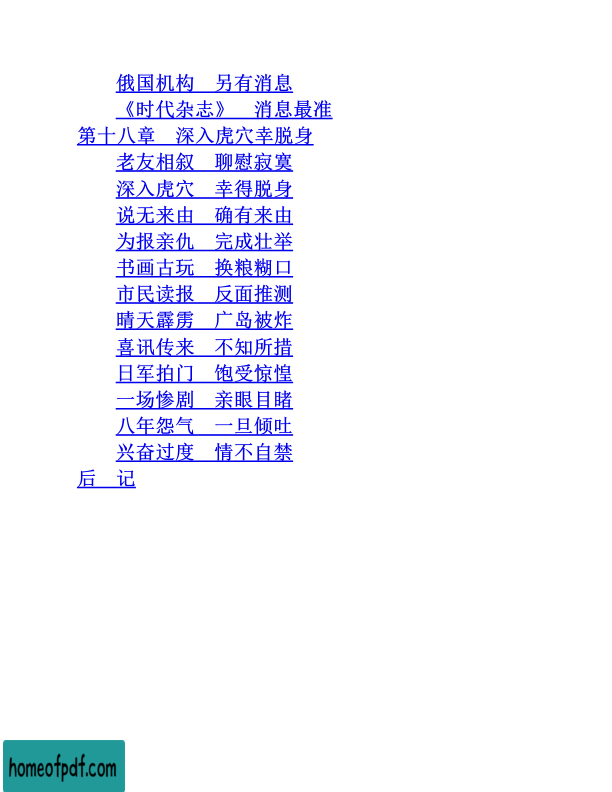 俄国机构　另有消息
《时代杂志》　消息最准
第十八章　深入虎穴幸脱身
老友相叙　聊慰寂寞
深入虎穴　幸得脱身
说无来由　确有来由
为报亲仇　完成壮举
书画古玩　换粮糊口
市民读报　反面推测
晴天霹雳　广岛被炸
喜讯传来　不知所措
日军拍门　饱受惊惶
一场惨剧　亲眼目睹
八年怨气　一旦倾吐
兴奋过度　情不自禁
后　记
homeofpdf.com